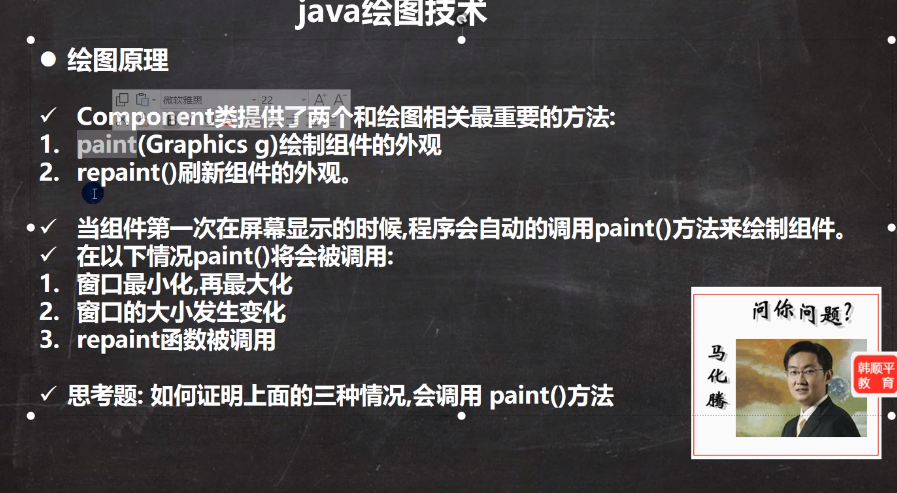 java绘图技术
● 绘图原理
微软雅黑 22 A A
✓ Component类提供了两个和绘图相关最重要的方法:
1. paint(Graphics g)绘制组件的外观
2. repaint()刷新组件的外观。
✓ 当组件第一次在屏幕显示的时候,程序会自动的调用paint()方法来绘制组件。
✓ 在以下情况paint()将会被调用:
1. 窗口最小化,再最大化
2. 窗口的大小发生变化
3. repaint函数被调用
✓ 思考题: 如何证明上面的三种情况,会调用 paint()方法
问你问题?
马化腾
韩顺平
教 育